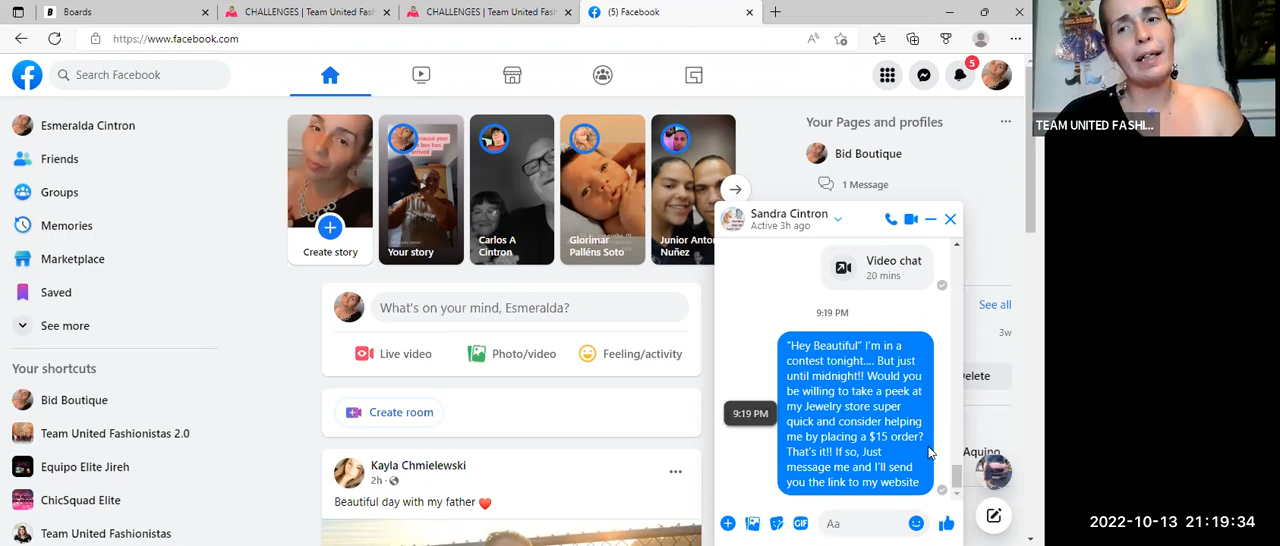 Boards
CHALLENGES | Team United Fash
CHALLENGES | Team United Fash
(5) Facebook
https://www.facebook.com
Search Facebook
5
TEAM UNITED FASHI...
Esmeralda Cintron
Friends
Groups
Memories
Marketplace
Saved
See more
Your shortcuts
Bid Boutique
Team United Fashionistas 2.0
Equipo Elite Jireh
ChicSquad Elite
Team United Fashionistas
Create story
Your story
Carlos A
Cintron
Glorimar
Palléns Soto
Junior Anton
Nuñez
What's on your mind, Esmeralda?
Live video
Photo/video
Feeling/activity
Create room
Kayla Chmielewski
2h
Beautiful day with my father
Your Pages and profiles
Bid Boutique
1 Message
See all
3w
Delete
Aquino
Sandra Cintron
Active 3h ago
Video chat
20 mins
9:19 PM
"Hey Beautiful" I'm in a
contest tonight.... But just
until midnight!! Would you
be willing to take a peek at
my Jewelry store super
quick and consider helping
me by placing a $15 order?
That's it!! If so, Just
message me and I'll send
you the link to my website
9:19 PM
GIF
Aa
2022-10-13 21:19:34